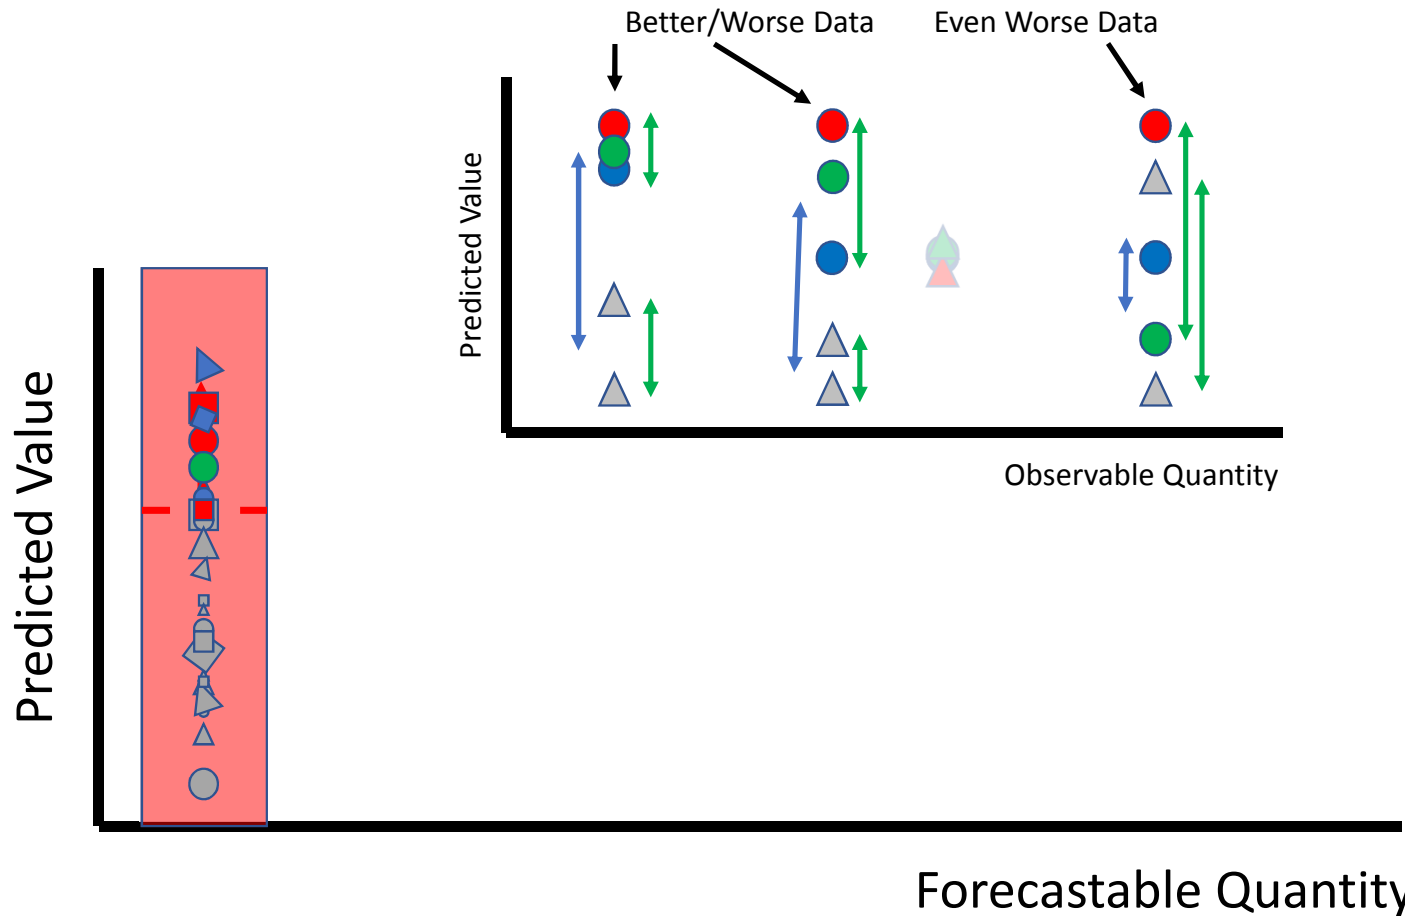 Better/Worse Data
Even Worse Data
Predicted Value
Observable Quantity
Predicted Value
Forecastable Quantity